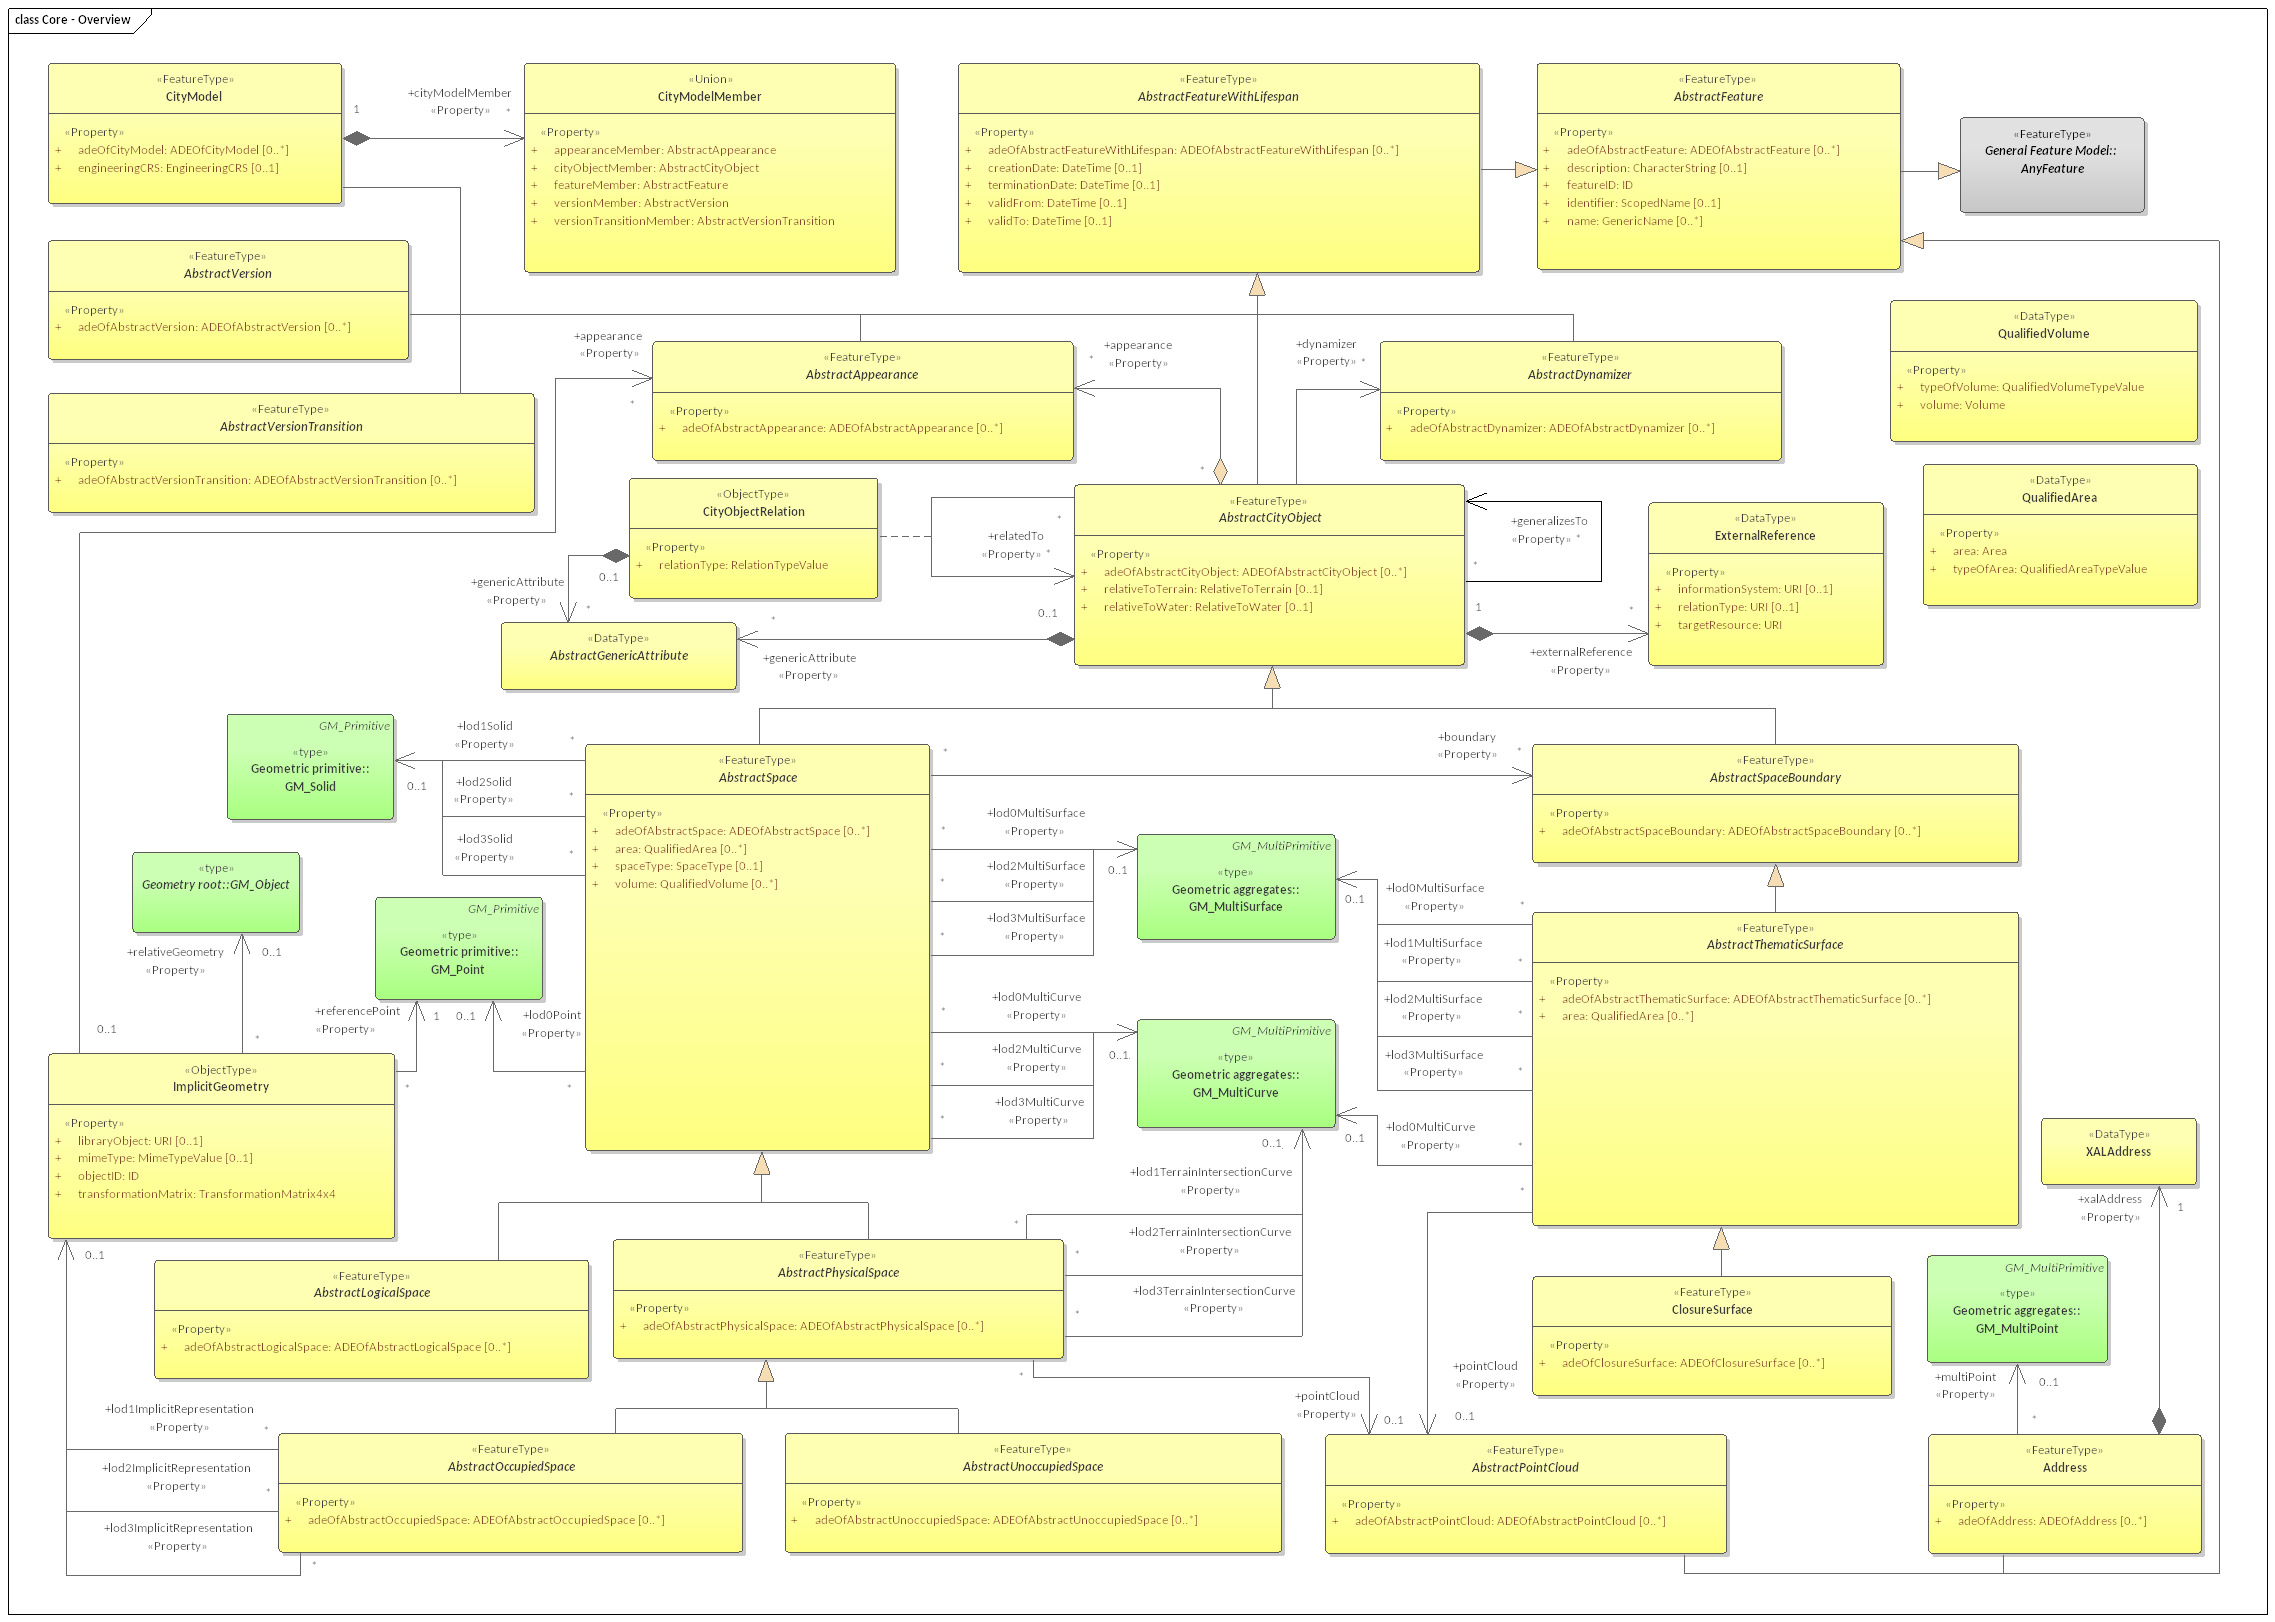 class Core - Overview
«FeatureType»
CityModel
«Property»
+ adeOfCityModel: ADEOfCityModel [0..*]
+ engineeringCRS: EngineeringCRS [0..1]
1
+cityModelMember
«Property» *
«Union»
CityModelMember
«Property»
+ appearanceMember: AbstractAppearance
+ cityObjectMember: AbstractCityObject
+ featureMember: AbstractFeature
+ versionMember: AbstractVersion
+ versionTransitionMember: AbstractVersionTransition
«FeatureType»
AbstractFeatureWithLifespan
«Property»
+ adeOfAbstractFeatureWithLifespan: ADEOfAbstractFeatureWithLifespan [0..*]
+ creationDate: DateTime [0..1]
+ terminationDate: DateTime [0..1]
+ validFrom: DateTime [0..1]
+ validTo: DateTime [0..1]
«FeatureType»
AbstractFeature
«Property»
+ adeOfAbstractFeature: ADEOfAbstractFeature [0..*]
+ description: CharacterString [0..1]
+ featureID: ID
+ identifier: ScopedName [0..1]
+ name: GenericName [0..*]
«FeatureType»
General Feature Model::
AnyFeature
«FeatureType»
AbstractVersion
«Property»
+ adeOfAbstractVersion: ADEOfAbstractVersion [0..*]
«FeatureType»
AbstractVersionTransition
«Property»
+ adeOfAbstractVersionTransition: ADEOfAbstractVersionTransition [0..*]
+appearance
«Property»
*
«FeatureType»
AbstractAppearance
«Property»
+ adeOfAbstractAppearance: ADEOfAbstractAppearance [0..*]
+appearance
* «Property»
*
+dynamizer
«Property» *
«FeatureType»
AbstractDynamizer
«Property»
+ adeOfAbstractDynamizer: ADEOfAbstractDynamizer [0..*]
«DataType»
QualifiedVolume
«Property»
+ typeOfVolume: QualifiedVolumeTypeValue
+ volume: Volume
«DataType»
QualifiedArea
«Property»
+ area: Area
+ typeOfArea: QualifiedAreaTypeValue
«ObjectType»
CityObjectRelation
«Property»
+ relationType: RelationTypeValue
0..1
+genericAttribute
«Property»
*
«DataType»
AbstractGenericAttribute
*
+relatedTo
«Property» *
«FeatureType»
AbstractCityObject
«Property»
+ adeOfAbstractCityObject: ADEOfAbstractCityObject [0..*]
+ relativeToTerrain: RelativeToTerrain [0..1]
+ relativeToWater: RelativeToWater [0..1]
0..1
*
+genericAttribute
«Property»
+generalizesTo
«Property» *
*
1
*
+externalReference
«Property»
«DataType»
ExternalReference
«Property»
+ informationSystem: URI [0..1]
+ relationType: URI [0..1]
+ targetResource: URI
GM_Primitive
«type»
Geometric primitive::
GM_Solid
+lod1Solid
«Property»
*
0..1
+lod2Solid
«Property»
*
+lod3Solid
«Property»
*
«FeatureType»
AbstractSpace
«Property»
+ adeOfAbstractSpace: ADEOfAbstractSpace [0..*]
+ area: QualifiedArea [0..*]
+ spaceType: SpaceType [0..1]
+ volume: QualifiedVolume [0..*]
*
+boundary
«Property»
*
«FeatureType»
AbstractSpaceBoundary
«Property»
+ adeOfAbstractSpaceBoundary: ADEOfAbstractSpaceBoundary [0..*]
+lod0MultiSurface
«Property»
*
0..1
+lod2MultiSurface
«Property»
*
+lod3MultiSurface
«Property»
*
GM_MultiPrimitive
«type»
Geometric aggregates::
GM_MultiSurface
0..1
+lod0MultiSurface
«Property»
*
+lod1MultiSurface
«Property»
*
+lod2MultiSurface
«Property»
*
+lod3MultiSurface
«Property»
*
«FeatureType»
AbstractThematicSurface
«Property»
+ adeOfAbstractThematicSurface: ADEOfAbstractThematicSurface [0..*]
+ area: QualifiedArea [0..*]
«type»
Geometry root::GM_Object
+relativeGeometry
«Property»
0..1
*
GM_Primitive
«type»
Geometric primitive::
GM_Point
+referencePoint
«Property»
1
*
0..1
+lod0Point
«Property»
*
0..1
+lod0MultiCurve
«Property»
*
0..1
+lod2MultiCurve
«Property»
*
+lod3MultiCurve
«Property»
*
GM_MultiPrimitive
«type»
Geometric aggregates::
GM_MultiCurve
0..1
0..1
+lod0MultiCurve
«Property»
*
*
«ObjectType»
ImplicitGeometry
«Property»
+ libraryObject: URI [0..1]
+ mimeType: MimeTypeValue [0..1]
+ objectID: ID
+ transformationMatrix: TransformationMatrix4x4
0..1
«DataType»
XALAddress
+xalAddress
«Property»
1
+lod1TerrainIntersectionCurve
«Property»
*
+lod2TerrainIntersectionCurve
«Property»
*
+lod3TerrainIntersectionCurve
«Property»
*
«FeatureType»
AbstractLogicalSpace
«Property»
+ adeOfAbstractLogicalSpace: ADEOfAbstractLogicalSpace [0..*]
«FeatureType»
AbstractPhysicalSpace
«Property»
+ adeOfAbstractPhysicalSpace: ADEOfAbstractPhysicalSpace [0..*]
*
«FeatureType»
ClosureSurface
«Property»
+ adeOfClosureSurface: ADEOfClosureSurface [0..*]
GM_MultiPrimitive
«type»
Geometric aggregates::
GM_MultiPoint
+multiPoint
«Property»
0..1
*
+pointCloud
«Property»
0..1
+pointCloud
«Property»
0..1
+lod1ImplicitRepresentation
«Property»
*
+lod2ImplicitRepresentation
«Property»
*
+lod3ImplicitRepresentation
«Property»
*
«FeatureType»
AbstractOccupiedSpace
«Property»
+ adeOfAbstractOccupiedSpace: ADEOfAbstractOccupiedSpace [0..*]
«FeatureType»
AbstractUnoccupiedSpace
«Property»
+ adeOfAbstractUnoccupiedSpace: ADEOfAbstractUnoccupiedSpace [0..*]
«FeatureType»
AbstractPointCloud
«Property»
+ adeOfAbstractPointCloud: ADEOfAbstractPointCloud [0..*]
«FeatureType»
Address
«Property»
+ adeOfAddress: ADEOfAddress [0..*]